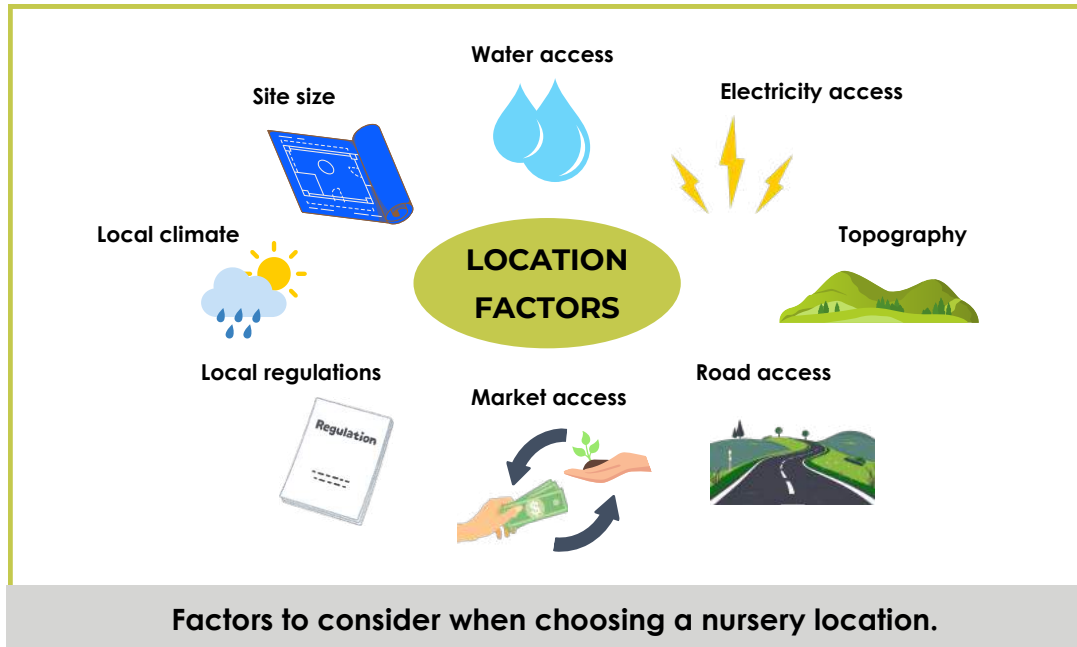 Water access
Site size
Electricity access
Local climate
Topography
LOCATION
FACTORS
Local regulations
Market access
Road access
Regulation
$
Factors to consider when choosing a nursery location.